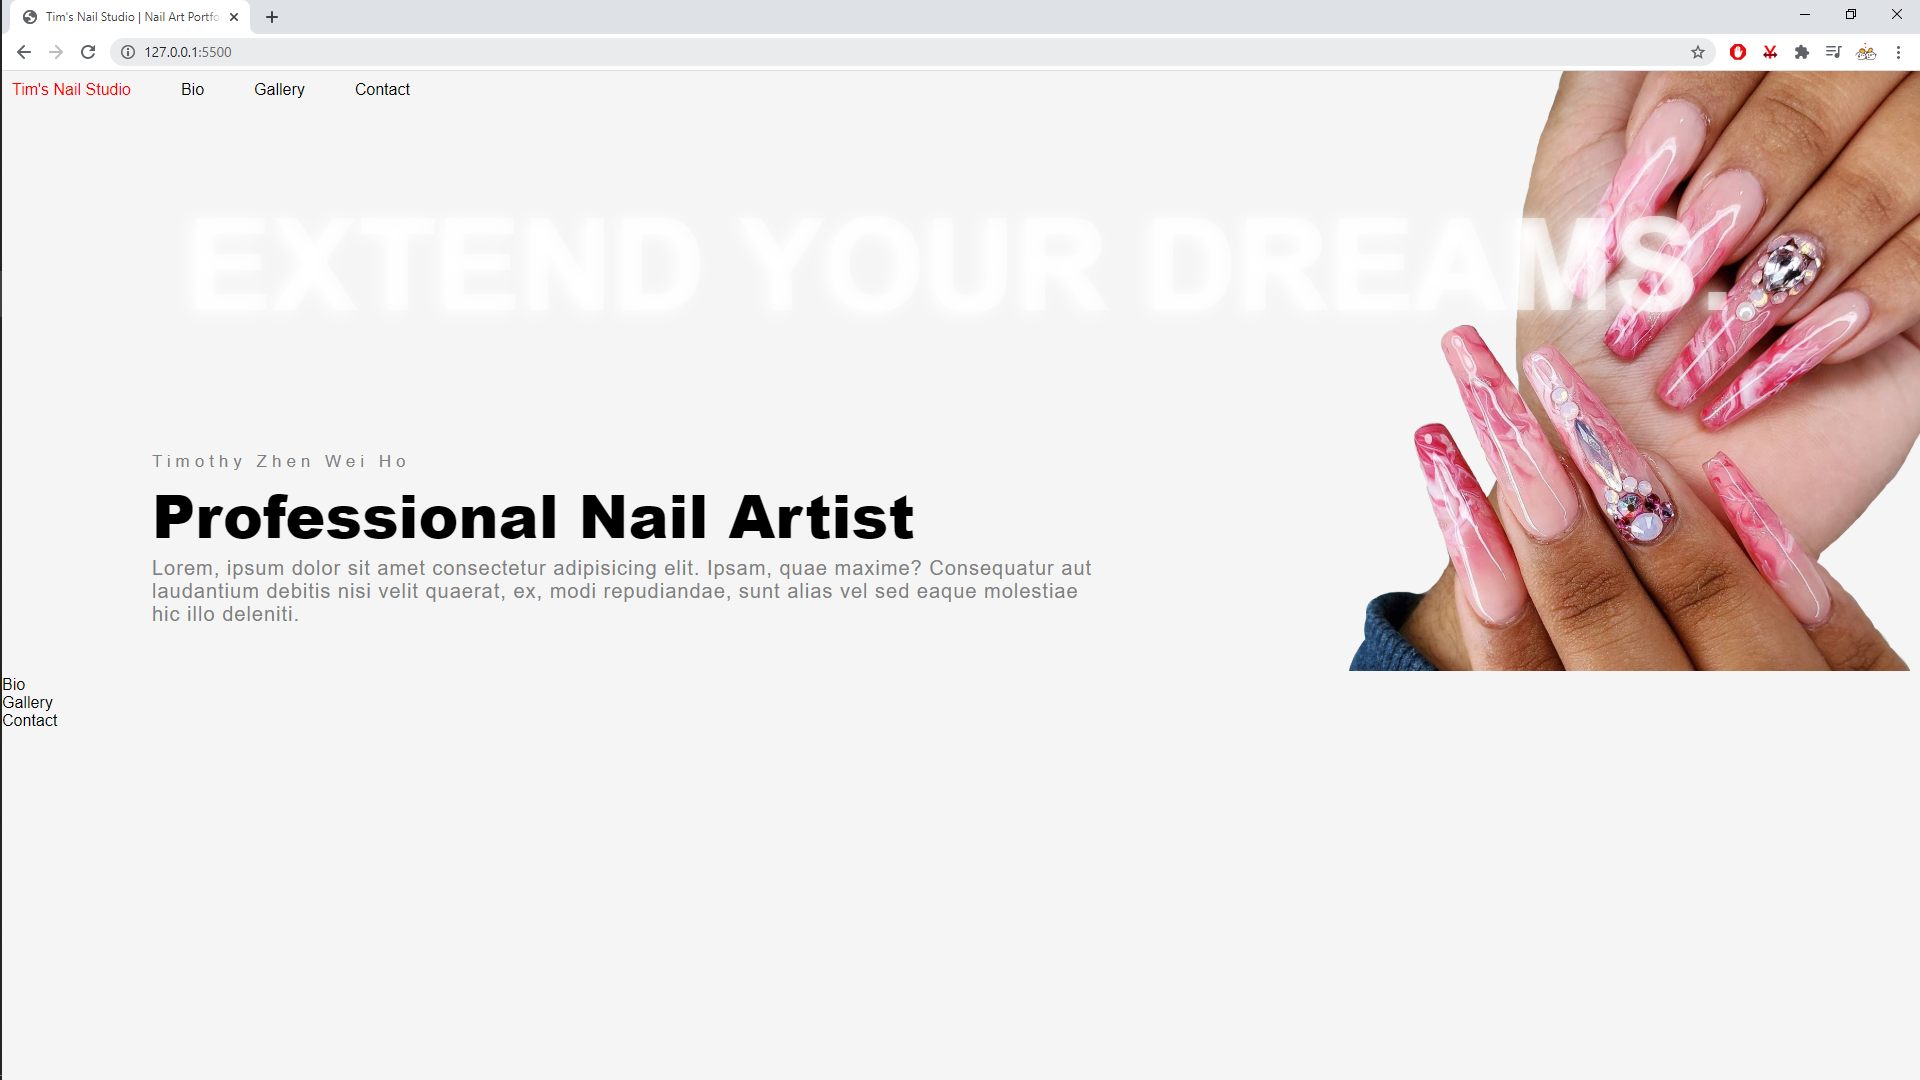 Tim's Nail Studio | Nail Art Portfo
127.0.0.1:5500
Tim's Nail Studio Bio Gallery Contact
EXTEND YOUR DREAMS.
Timothy Zhen Wei Ho
Professional Nail Artist
Lorem, ipsum dolor sit amet consectetur adipisicing elit. Ipsam, quae maxime? Consequatur aut
laudantium debitis nisi velit quaerat, ex, modi repudiandae, sunt alias vel sed eaque molestiae
hic illo deleniti.
Bio
Gallery
Contact